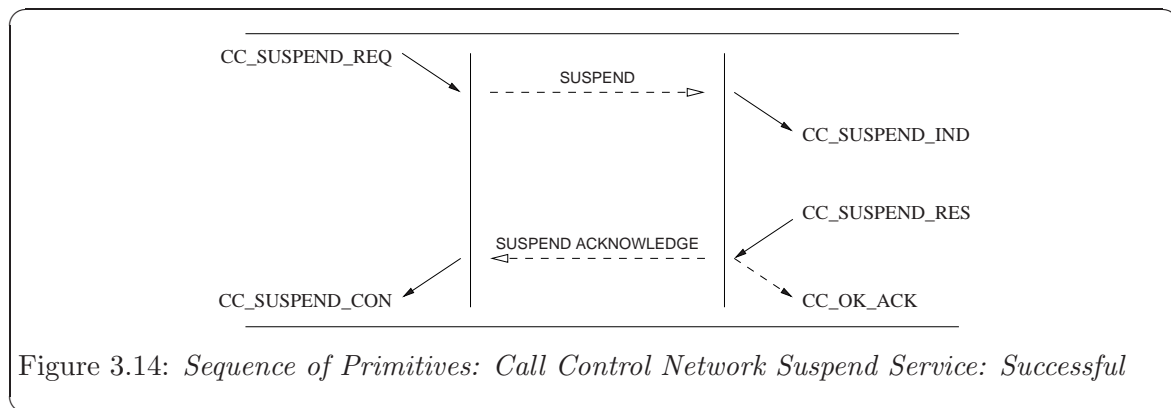 CC_SUSPEND_REQ
SUSPEND
CC_SUSPEND_IND
CC_SUSPEND_RES
SUSPEND ACKNOWLEDGE
CC_SUSPEND_CON
CC_OK_ACK
Figure 3.14: Sequence of Primitives: Call Control Network Suspend Service: Successful